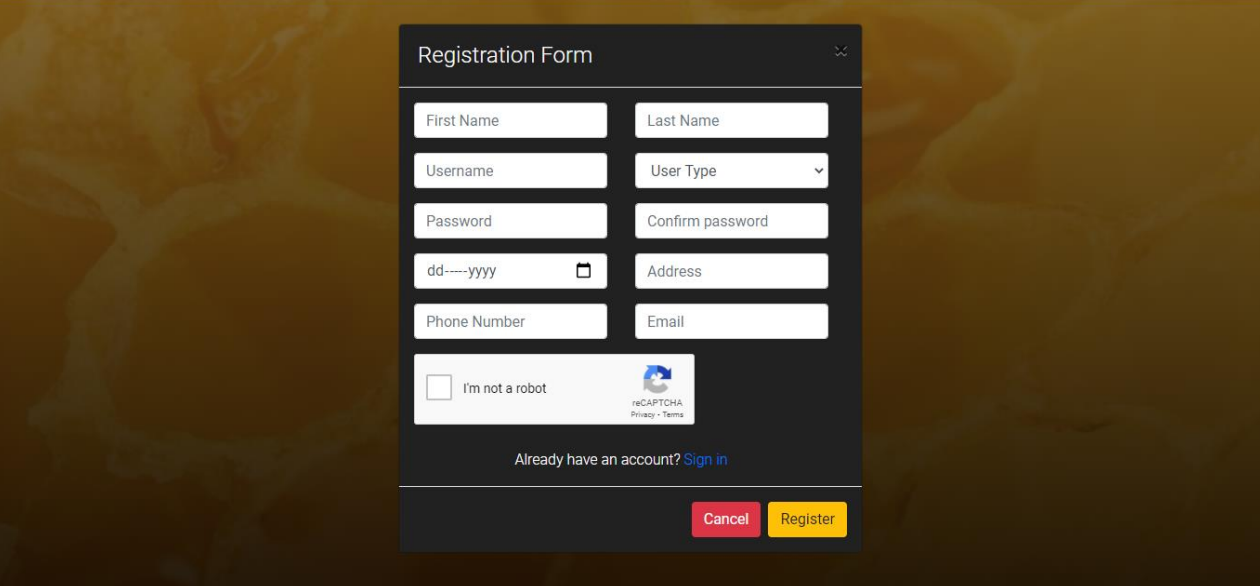 Registration Form
×
First Name Last Name
Username User Type
Password Confirm password
dd-----yyyy Address
Phone Number Email
I'm not a robot
reCAPTCHA
Privacy - Terms
Already have an account? Sign in
Cancel Register